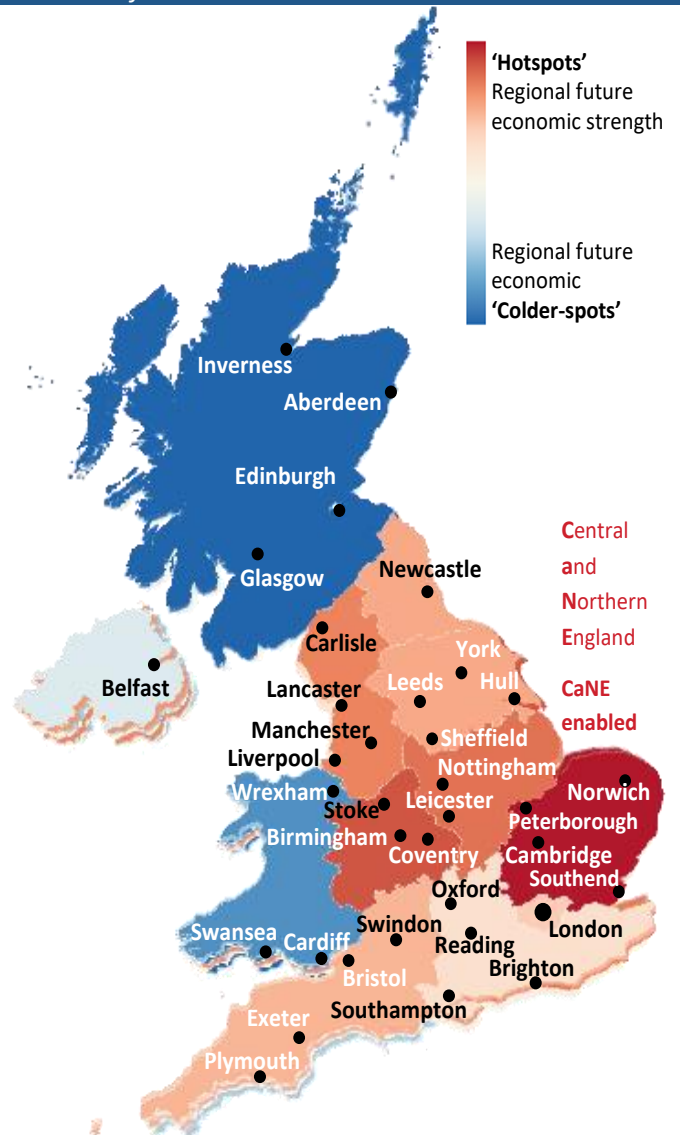 ‘Hotspots’
Regional future
economic strength
Regional future
economic
‘Colder-spots’
Inverness
Aberdeen
Edinburgh
Glasgow
Central
and
Northern
England
CaNE
enabled
Newcastle
Carlisle
Belfast
York
Leeds
Hull
Lancaster
Manchester
Sheffield
Liverpool
Nottingham
Wrexham
Stoke
Leicester
Norwich
Peterborough
Birmingham
Coventry
Cambridge
Southend
Oxford
London
Swansea
Cardiff
Swindon
Reading
Bristol
Brighton
Southampton
Exeter
Plymouth